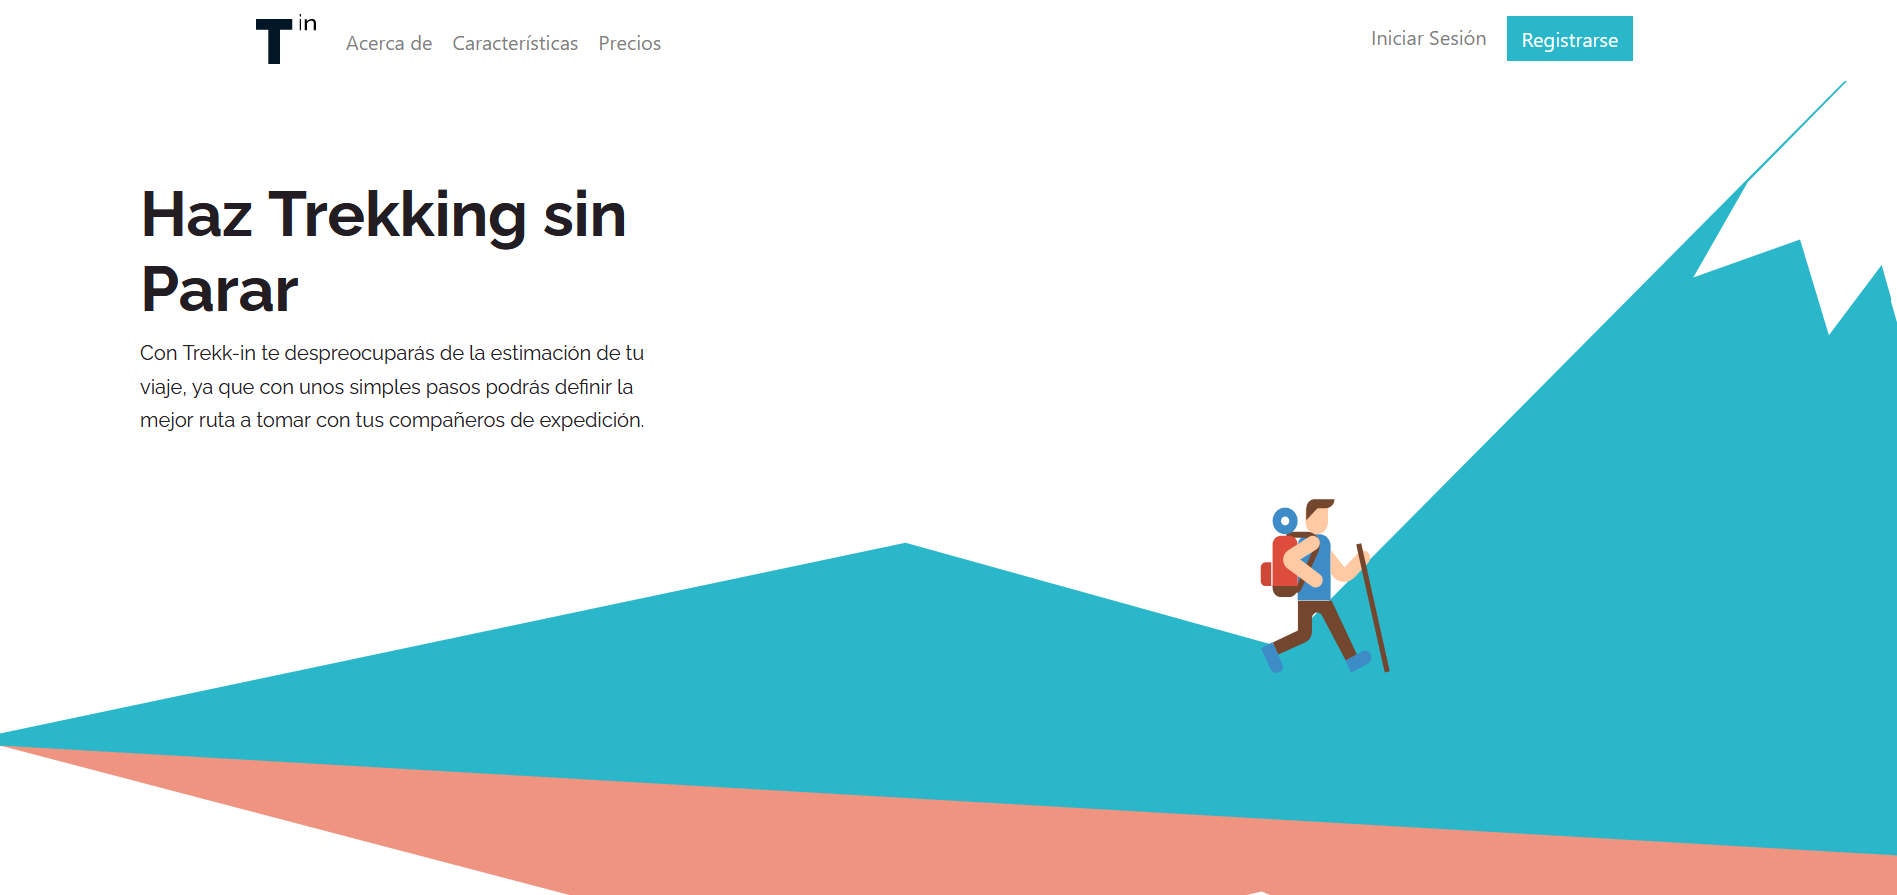 T in
Acerca de Características Precios
Iniciar Sesión Registrarse
Haz Trekking sin
Parar
Con Trekk-in te despreocuparás de la estimación de tu
viaje, ya que con unos simples pasos podrás definir la
mejor ruta a tomar con tus compañeros de expedición.